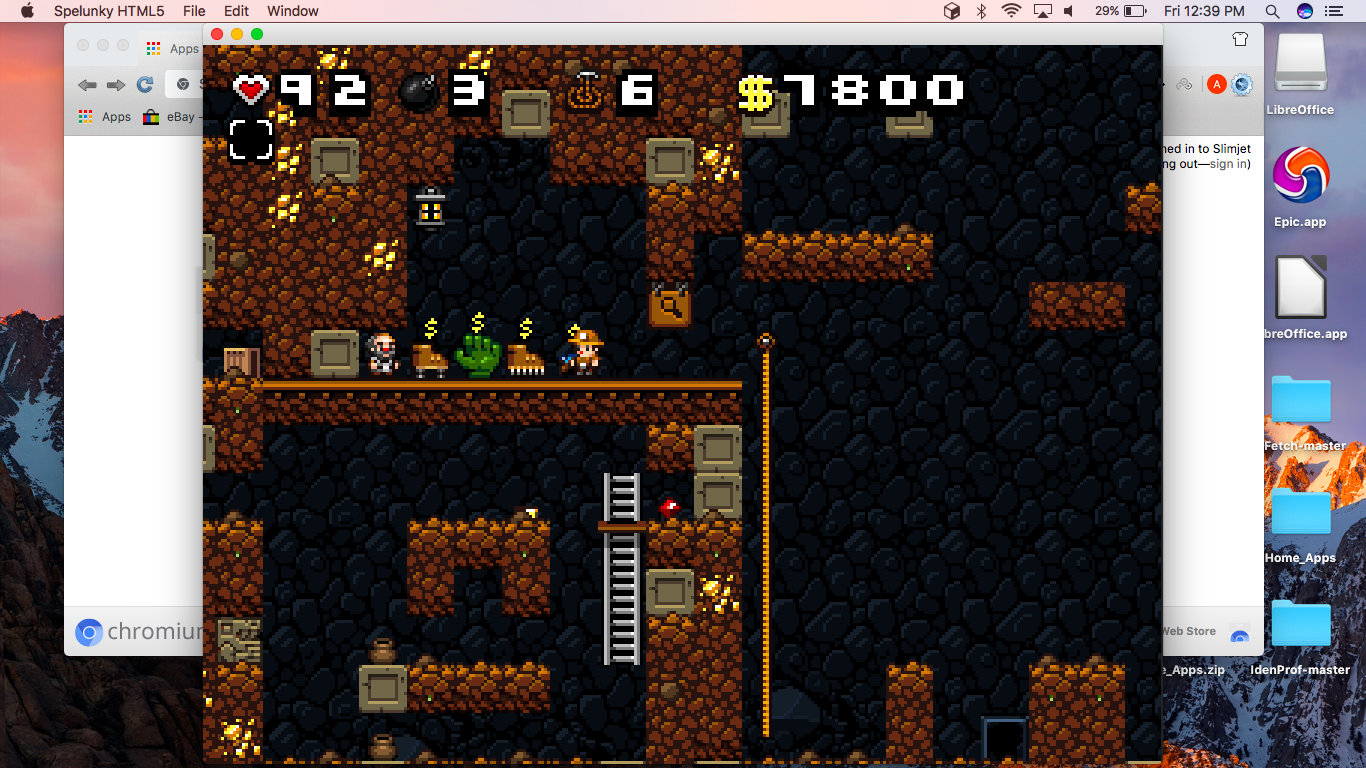 Spelunky HTML5 File Edit Window 29% Fri 12:39 PM
Apps
Apps eBay
92 3 6 $7800
ned in to Slimjet
ng out—sign in)
A
LibreOffice
Epic.app
breOffice.app
Fetch-master
Home_Apps
chromiur
Web Store
e_Apps.zip IdenProf-master
$ $ $